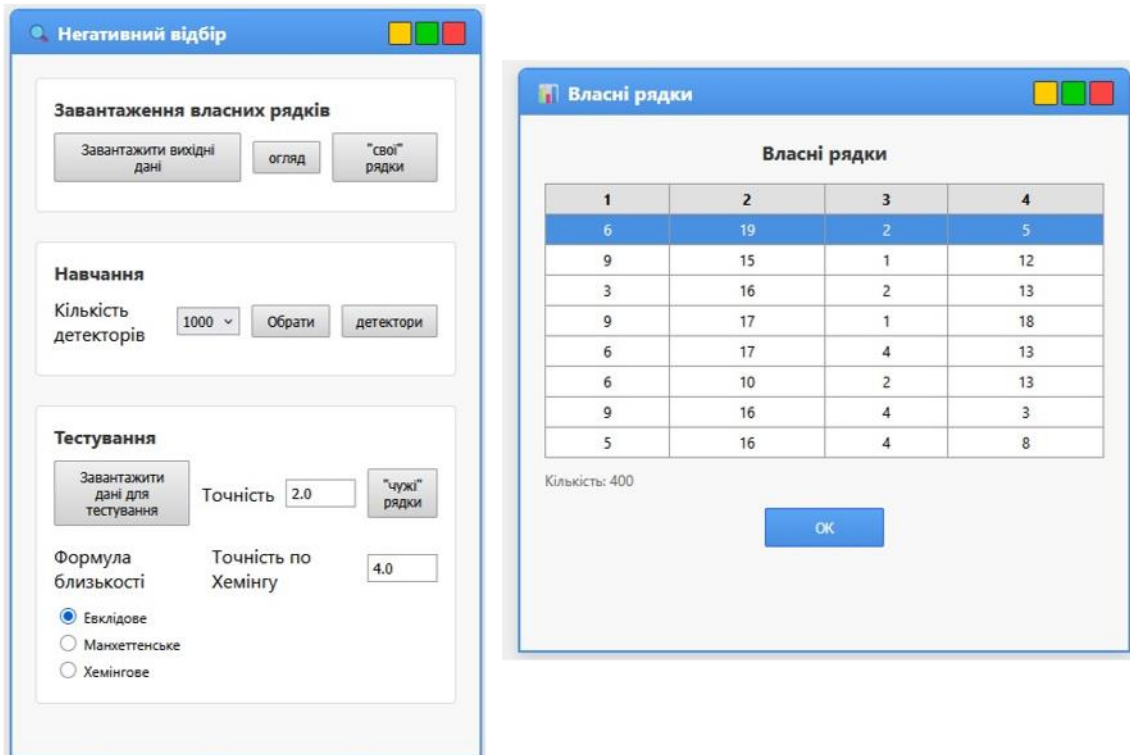 Негативний відбір
Завантаження власних рядків
Завантажити вихідні
дані
огляд
"свої"
рядки
Навчання
Кількість
детекторів
1000
Обрати
детектори
Тестування
Завантажити
дані для
тестування
Точність
2.0
"чужі"
рядки
Формула
близькості
Точність по
Хемінгу
4.0
Евклідове
Манхеттенське
Хемінгове
Власні рядки
Власні рядки
1 2 3 4
6 19 2 5
9 15 1 12
3 16 2 13
9 17 1 18
6 17 4 13
6 10 2 13
9 16 4 3
5 16 4 8
Кількість: 400
ОК